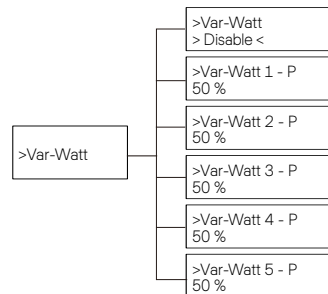 >Var-Watt
> Disable <
>Var-Watt 1 - P
50 %
>Var-Watt 2 - P
50 %
>Var-Watt
>Var-Watt 3 - P
50 %
>Var-Watt 4 - P
50 %
>Var-Watt 5 - P
50 %